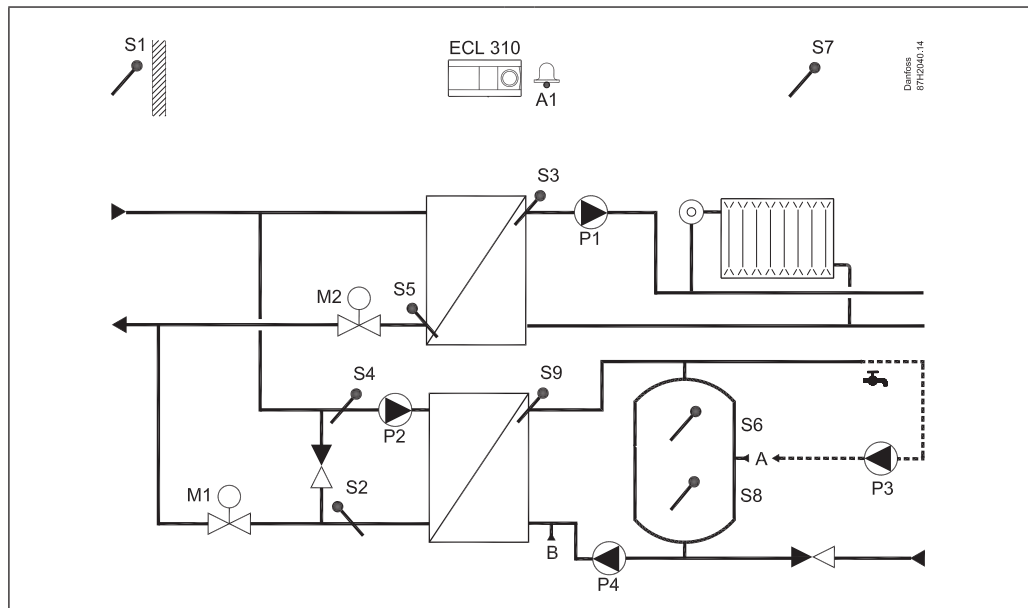 S1
ECL 310
A1
S7
Danfoss
87H2040.14
S3
P1
M2
S5
S4
P2
S9
S6
A
S8
P3
M1
S2
B
P4